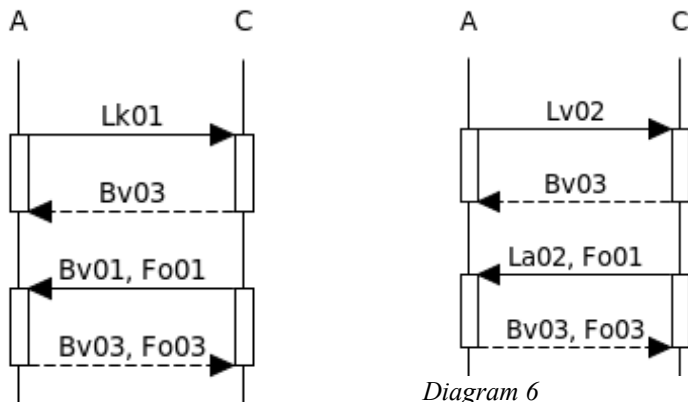 A C
Lk01
Bv03
Bv01, Fo01
Bv03, Fo03
A C
Lv02
Bv03
La02, Fo01
Bv03, Fo03
Diagram 6